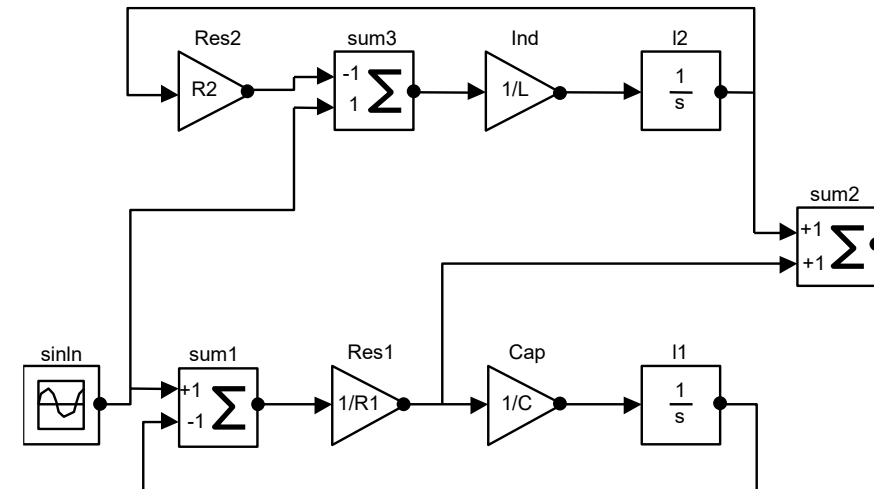 Res2
sum3
Ind
I2
R2
-1
1
Σ
1/L
1
s
sum2
+1
+1
Σ
sinIn
sum1
Res1
Cap
I1
+1
-1
Σ
1/R1
1/C
1
s